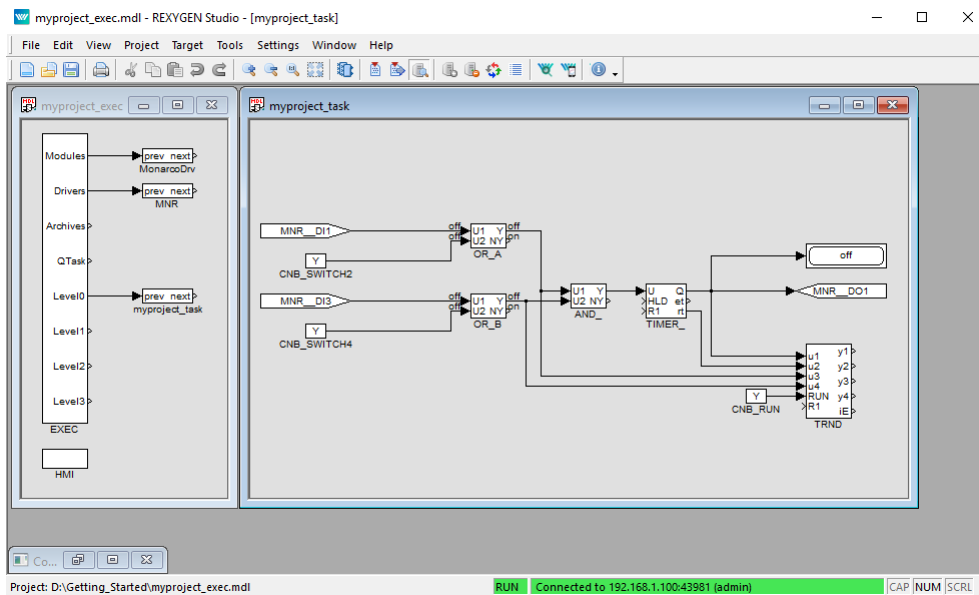 myproject_exec.mdl - REXYGEN Studio - [myproject_task]
File Edit View Project Target Tools Settings Window Help
myproject_exec
Modules
prev next
MonarcoDrv
Drivers
prev next
MNR
Archives
QTask
Level0
prev next
myproject_task
Level1
Level2
Level3
EXEC
HMI
myproject_task
MNR__DI1
off U1 Y off
off U2 NY on
OR_A
Y
CNB_SWITCH2
MNR__DI3
off U1 Y off
off U2 NY on
OR_B
Y
CNB_SWITCH4
U1 Y
U2 NY
AND_
U Q
HLD et
R1 rt
TIMER_
off
MNR__DO1
u1 y1
u2 y2
u3 y3
u4
RUN y4
R1 iE
TRND
Y
CNB_RUN
Co...
Project: D:\Getting_Started\myproject_exec.mdl RUN Connected to 192.168.1.100:43981 (admin) CAP NUM SCRL